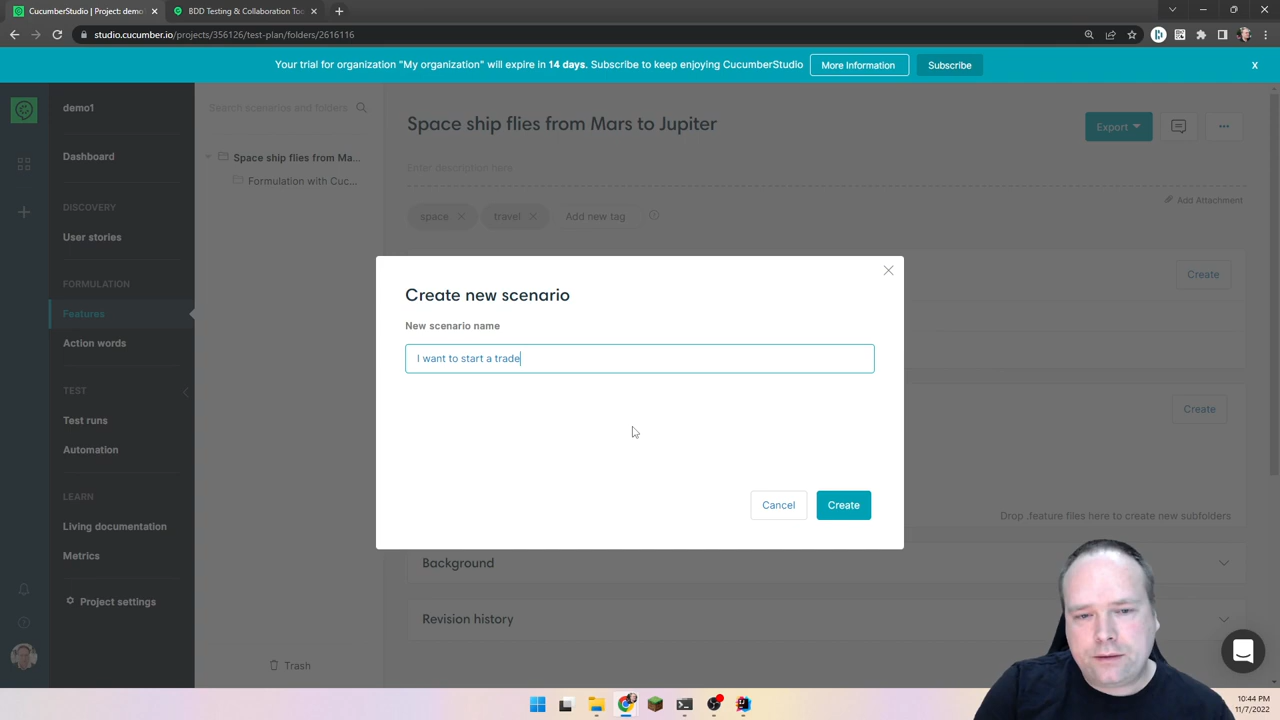 CucumberStudio | Project: demo
BDD Testing & Collaboration To
studio.cucumber.io/projects/356126/test-plan/folders/2616116
Your trial for organization "My organization" will expire in 14 days. Subscribe to keep enjoying CucumberStudio
More Information
Subscribe
X
demo1
Dashboard
DISCOVERY
User stories
FORMULATION
Features
Action words
TEST
Test runs
Automation
LEARN
Living documentation
Metrics
Project settings
Search scenarios and folders
Space ship flies from Ma...
Formulation with Cuc...
Trash
Space ship flies from Mars to Jupiter
Export
Enter description here
Add Attachment
space
travel
Add new tag
Create
Create new scenario
New scenario name
I want to start a trade
Cancel
Create
Create
Drop .feature files here to create new subfolders
Background
Revision history
10:44 PM
11/7/2022